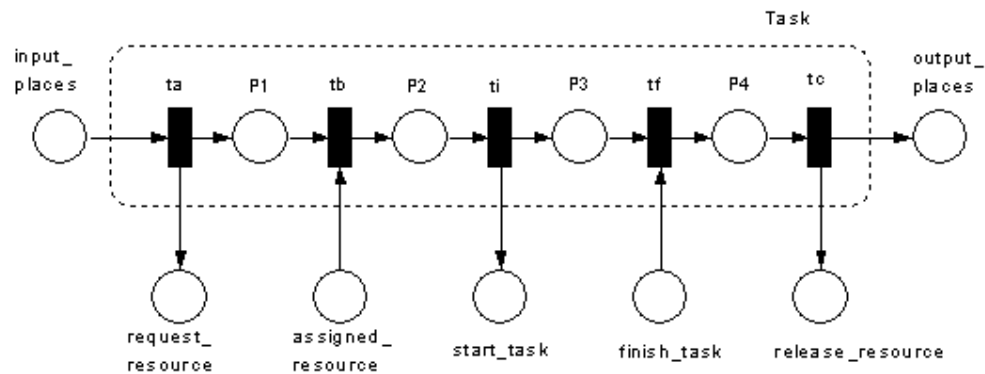 Task
input_
places
output_
places
ta
P1
tb
P2
ti
P3
tf
P4
tc
request_
resource
assigned_
resource
start_task
finish_task
release_resource